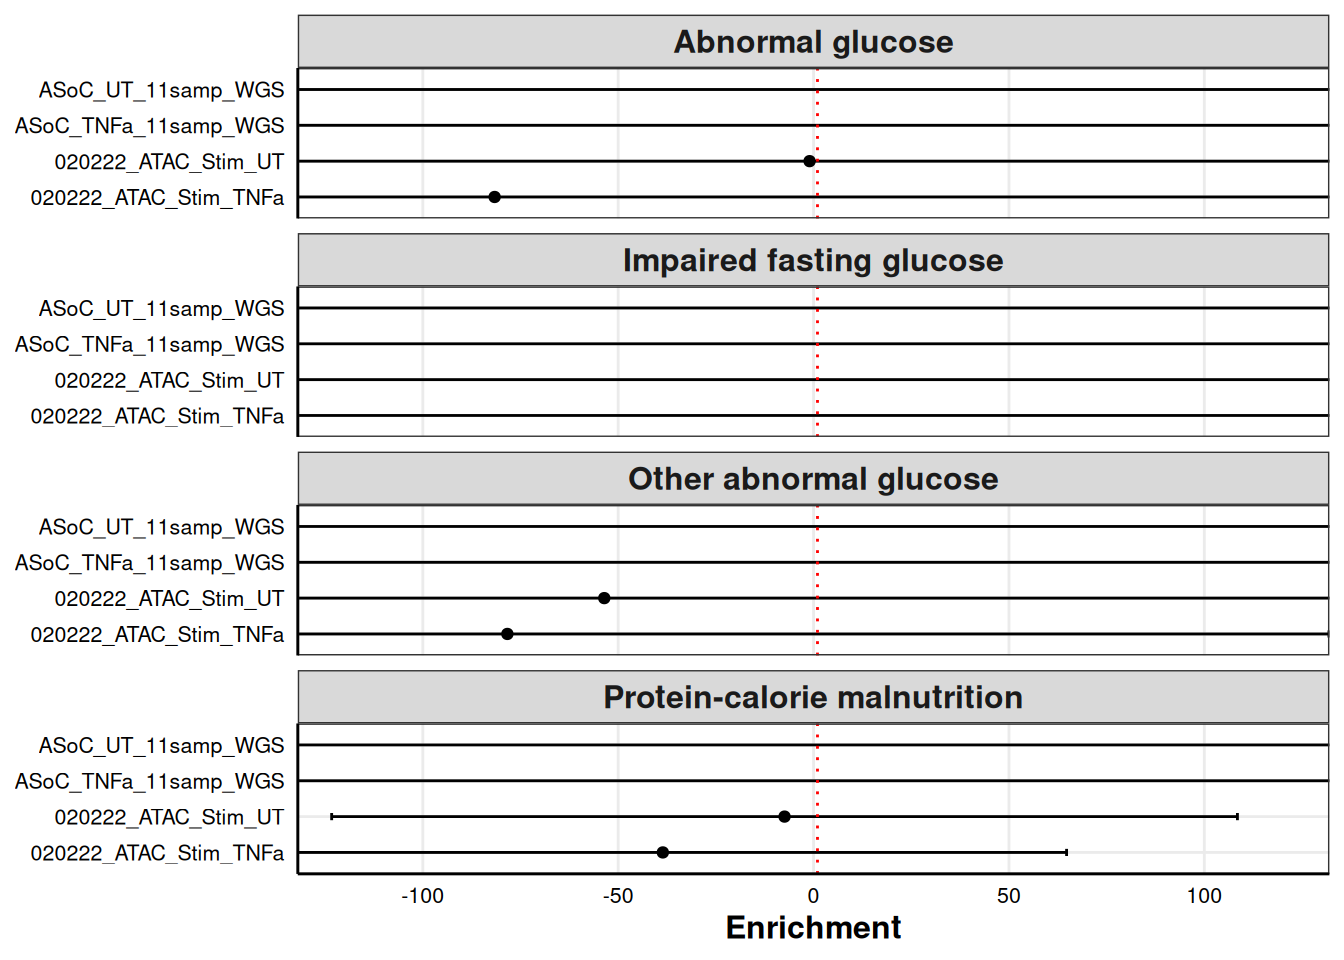 Abnormal glucose
ASoC_UT_11samp_WGS
ASoC_TNFa_11samp_WGS
020222_ATAC_Stim_UT
020222_ATAC_Stim_TNFa
Impaired fasting glucose
ASoC_UT_11samp_WGS
ASoC_TNFa_11samp_WGS
020222_ATAC_Stim_UT
020222_ATAC_Stim_TNFa
Other abnormal glucose
ASoC_UT_11samp_WGS
ASoC_TNFa_11samp_WGS
020222_ATAC_Stim_UT
020222_ATAC_Stim_TNFa
Protein-calorie malnutrition
ASoC_UT_11samp_WGS
ASoC_TNFa_11samp_WGS
020222_ATAC_Stim_UT
020222_ATAC_Stim_TNFa
-100 -50 0 50 100
Enrichment